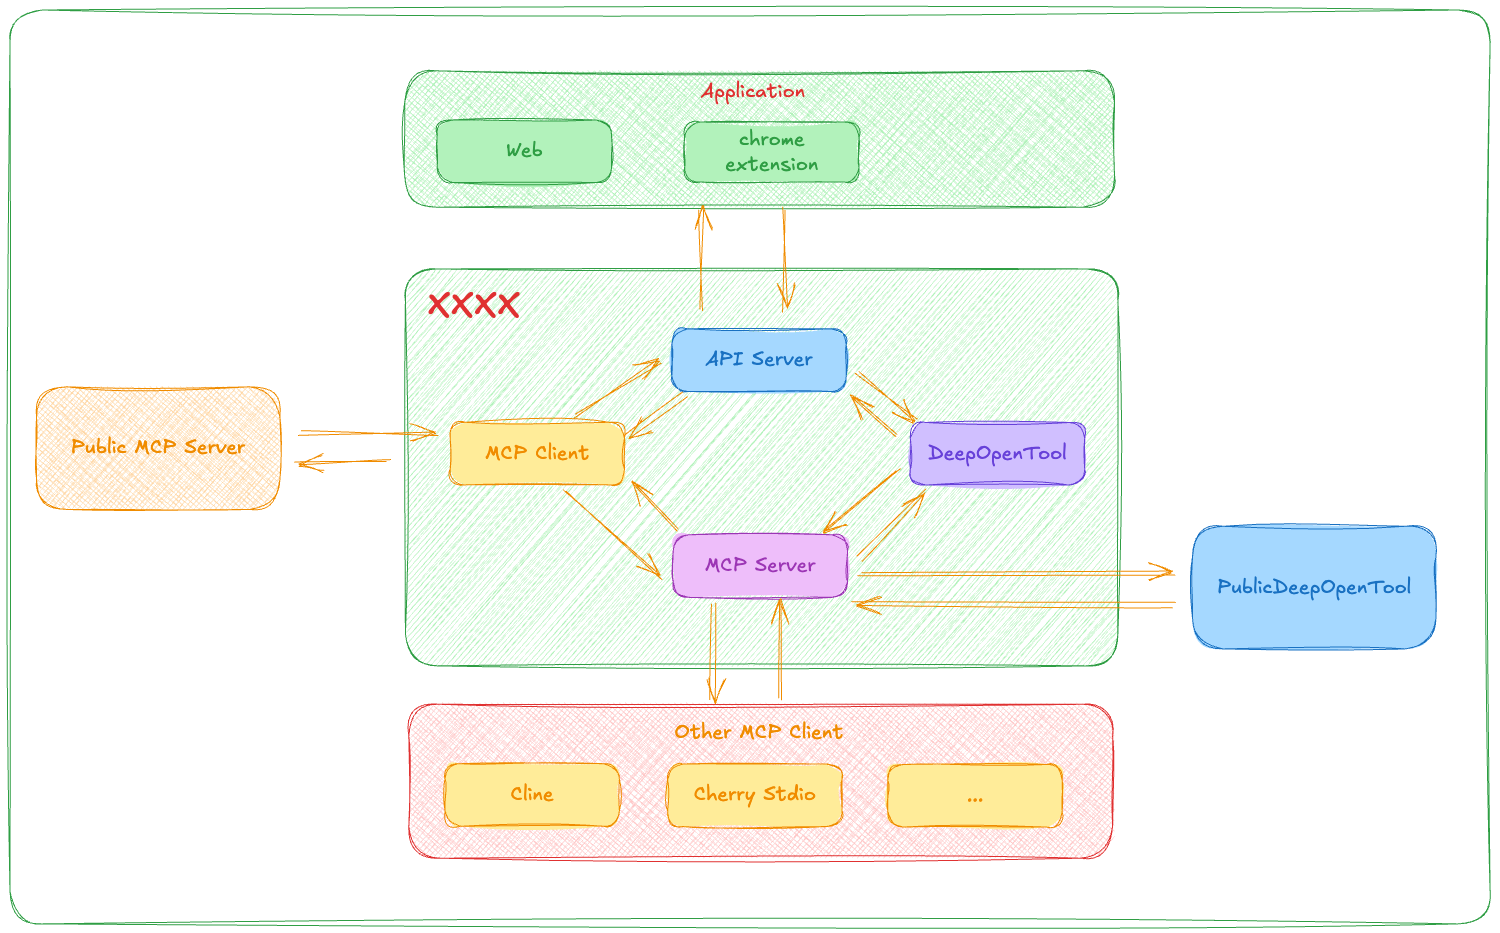 Application
Web
chrome
extension
XXXX
API Server
Public MCP Server
MCP Client
DeepOpenTool
MCP Server
PublicDeepOpenTool
Other MCP Client
Cline
Cherry Stdio
...